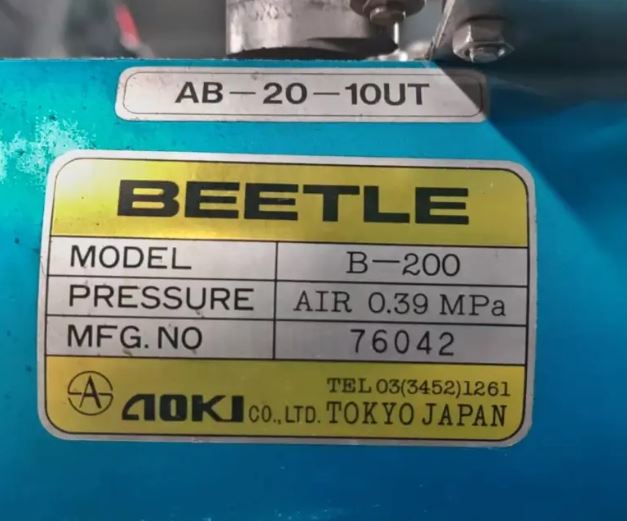 AB-20-10UT
BEETLE
MODEL B-200
PRESSURE AIR 0.39 MPa
MFG. NO 76042
TEL 03(3452)1261
A AOKI CO., LTD. TOKYO JAPAN